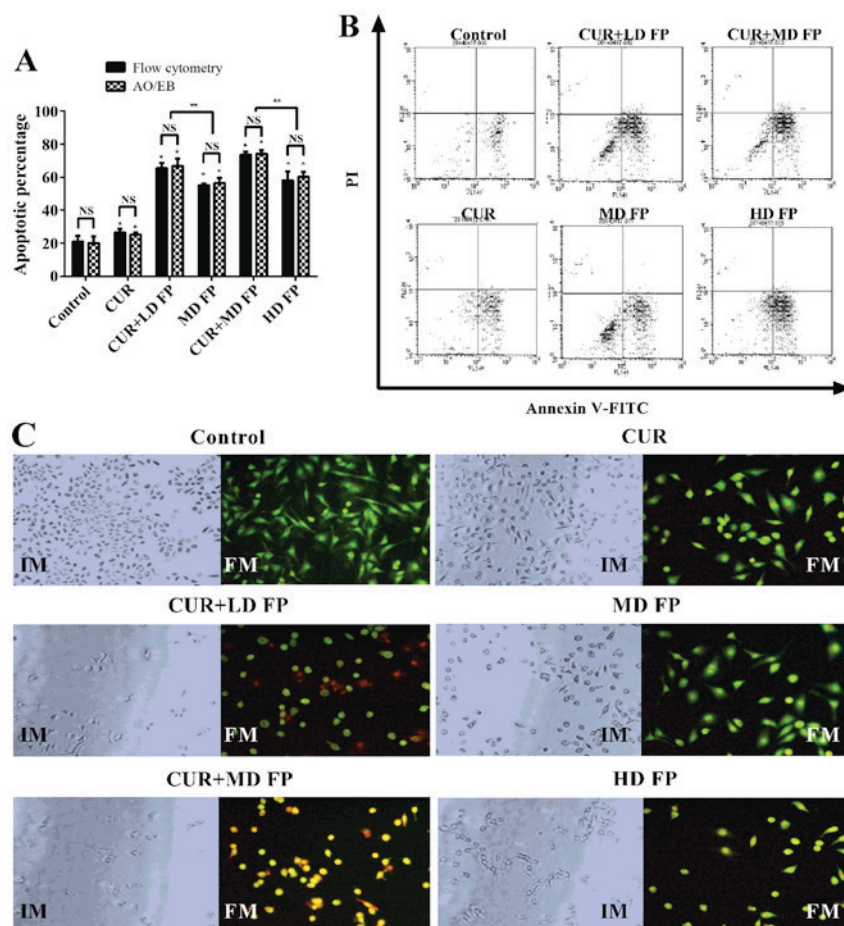 A
Flow cytometry
AO/EB
Apoptotic percentage
100
80
60
40
20
0
NS
NS
NS
**
NS
NS
**
NS
Control
CUR
CUR+LD FP
MD FP
CUR+MD FP
HD FP
B
PI
Control
CUR+LD FP
CUR+MD FP
CUR
MD FP
HD FP
Annexin V-FITC
C
Control
CUR
IM
FM
IM
FM
CUR+LD FP
MD FP
IM
FM
IM
FM
CUR+MD FP
HD FP
IM
FM
IM
FM